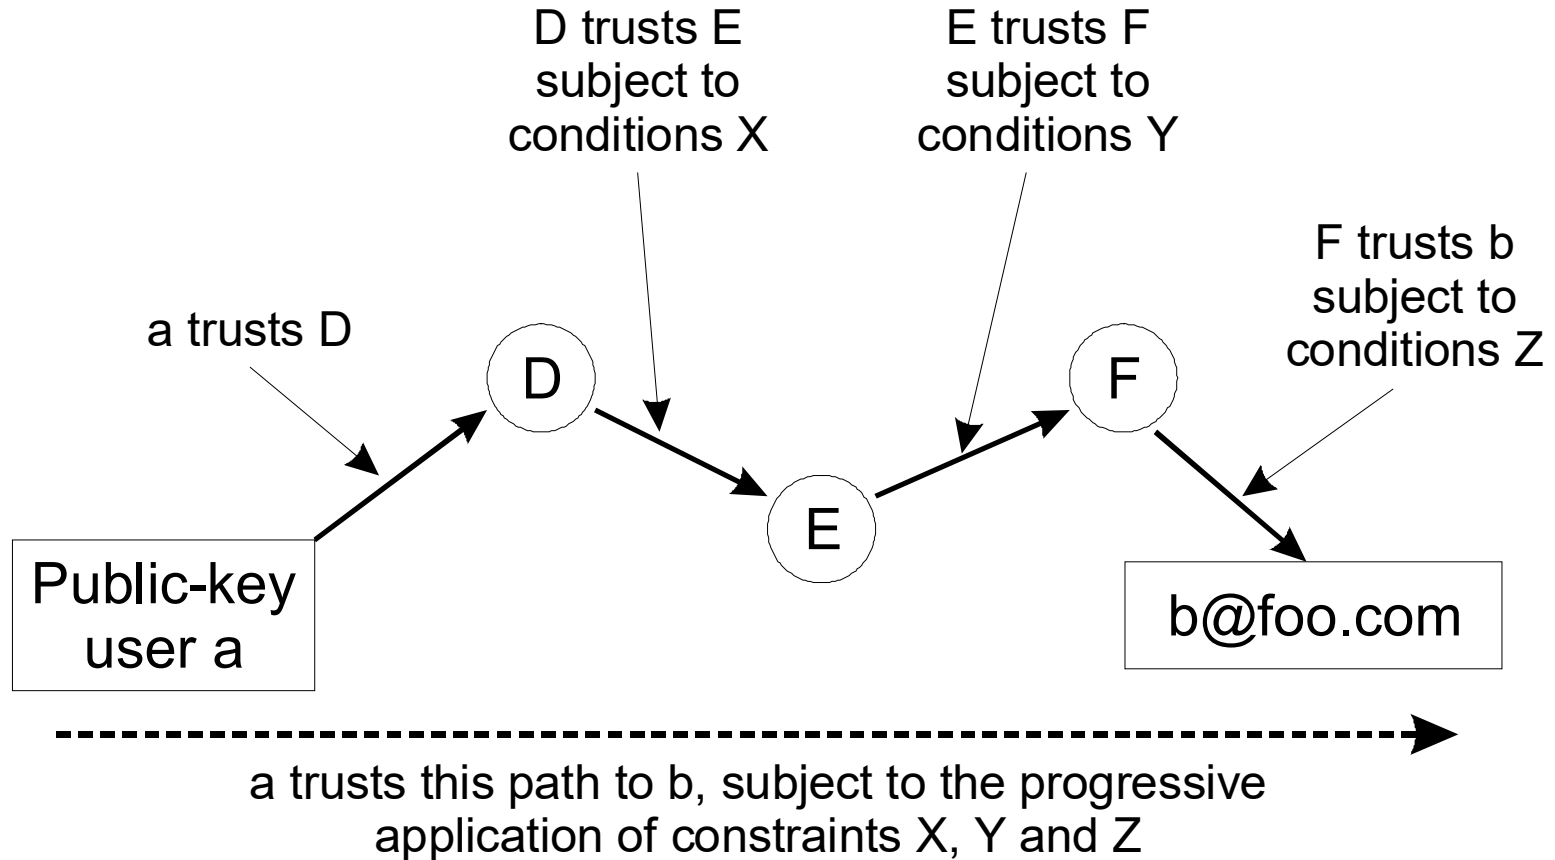 D trusts E
subject to
conditions X
E trusts F
subject to
conditions Y
F trusts b
subject to
conditions Z
a trusts D
D
F
E
Public-key
user a
b@foo.com
a trusts this path to b, subject to the progressive
application of constraints X, Y and Z